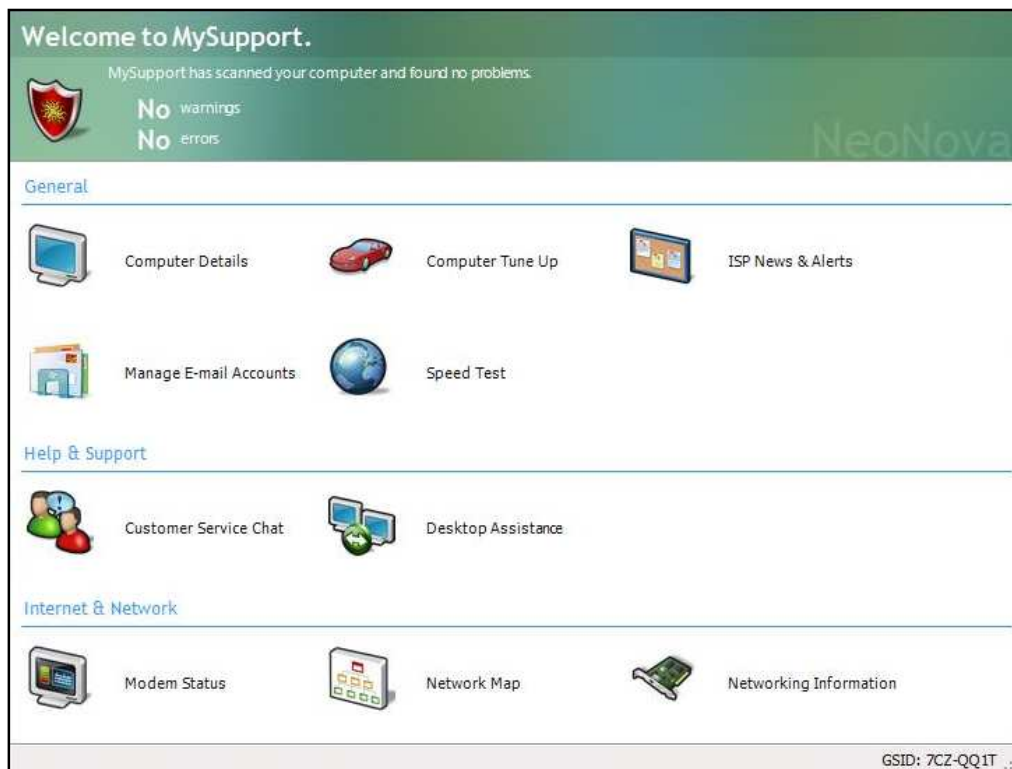 Welcome to MySupport.
MySupport has scanned your computer and found no problems.
No warnings
No errors
NeoNova
General
Computer Details
Computer Tune Up
ISP News & Alerts
Manage E-mail Accounts
Speed Test
Help & Support
Customer Service Chat
Desktop Assistance
Internet & Network
Modem Status
Network Map
Networking Information
GSID: 7CZ-QQ1T